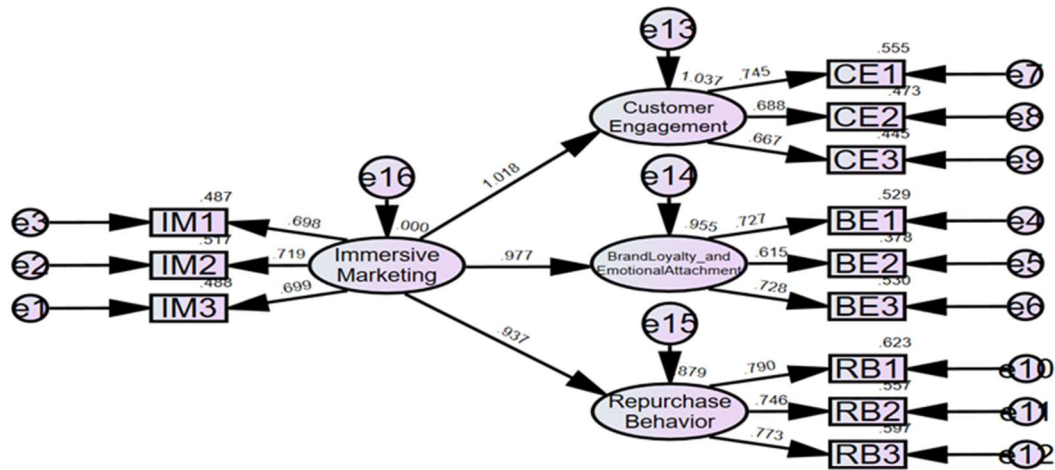 e13
.555
1.037
.745
CE1
e7
Customer
Engagement
.473
.688
CE2
e8
.445
.667
CE3
e9
1.018
e16
.000
e14
.487
e3
IM1
.698
.517
e2
IM2
.719
Immersive
Marketing
.488
e1
IM3
.699
.977
.529
.955
.727
BE1
e4
BrandLoyalty_and
EmotionalAttachment
.378
.615
BE2
e5
.530
.728
BE3
e6
.937
e15
.623
879
.790
RB1
e10
Repurchase
Behavior
.557
.746
RB2
e11
.597
.773
RB3
e12